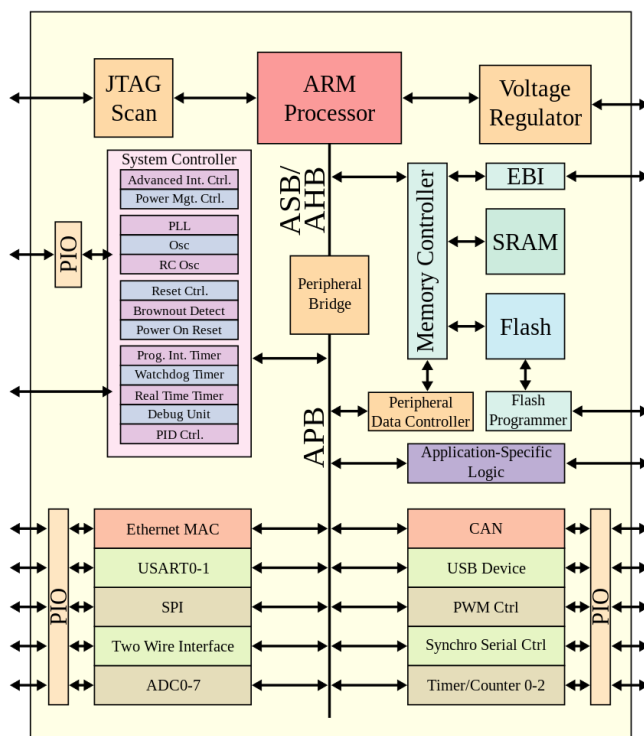 JTAG
Scan
ARM
Processor
Voltage
Regulator
System Controller
Advanced Int. Ctrl.
Power Mgt. Ctrl.
PLL
Osc
RC Osc
Reset Ctrl.
Brownout Detect
Power On Reset
Prog. Int. Timer
Watchdog Timer
Real Time Timer
Debug Unit
PID Ctrl.
PIO
ASB/
AHB
Peripheral
Bridge
APB
Memory Controller
EBI
SRAM
Flash
Peripheral
Data Controller
Flash
Programmer
Application-Specific
Logic
PIO
Ethernet MAC
USART0-1
SPI
Two Wire Interface
ADC0-7
CAN
USB Device
PWM Ctrl
Synchro Serial Ctrl
Timer/Counter 0-2
PIO